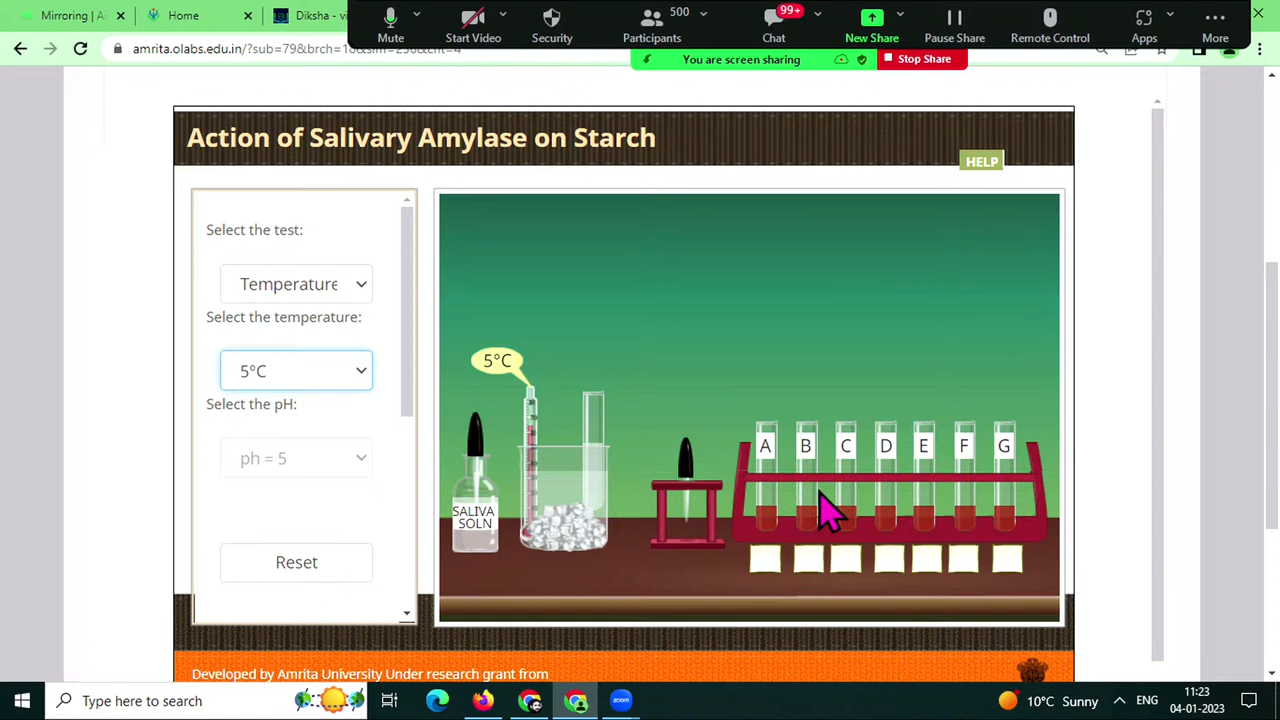 Mirroring | Ai
Home
Diksha - vi
Mute
Start Video
Security
500
Participants
99+
Chat
New Share
Pause Share
Remote Control
Apps
More
amrita.olabs.edu.in/?sub=79&brch=
You are screen sharing
Stop Share
Action of Salivary Amylase on Starch
HELP
Select the test:
Temperature
Select the temperature:
5°C
Select the pH:
ph = 5
Reset
5°C
SALIVA
SOLN
A B C D E F G
Developed by Amrita University Under research grant from
Type here to search
zoom
10°C Sunny
ENG
11:23
04-01-2023